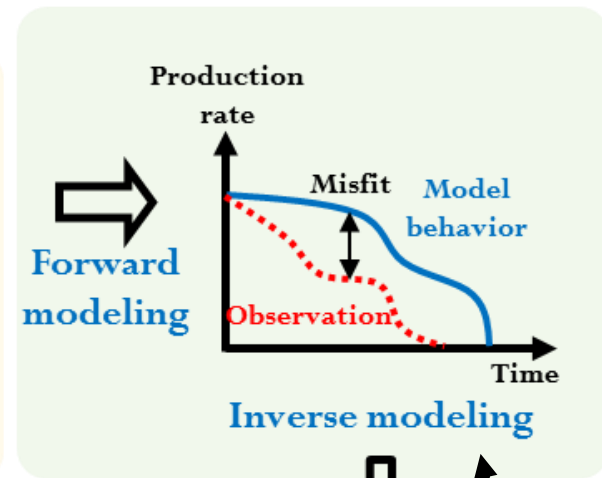 Production
rate
Misfit
Model
behavior
Forward
modeling
Observation
Time
Inverse modeling